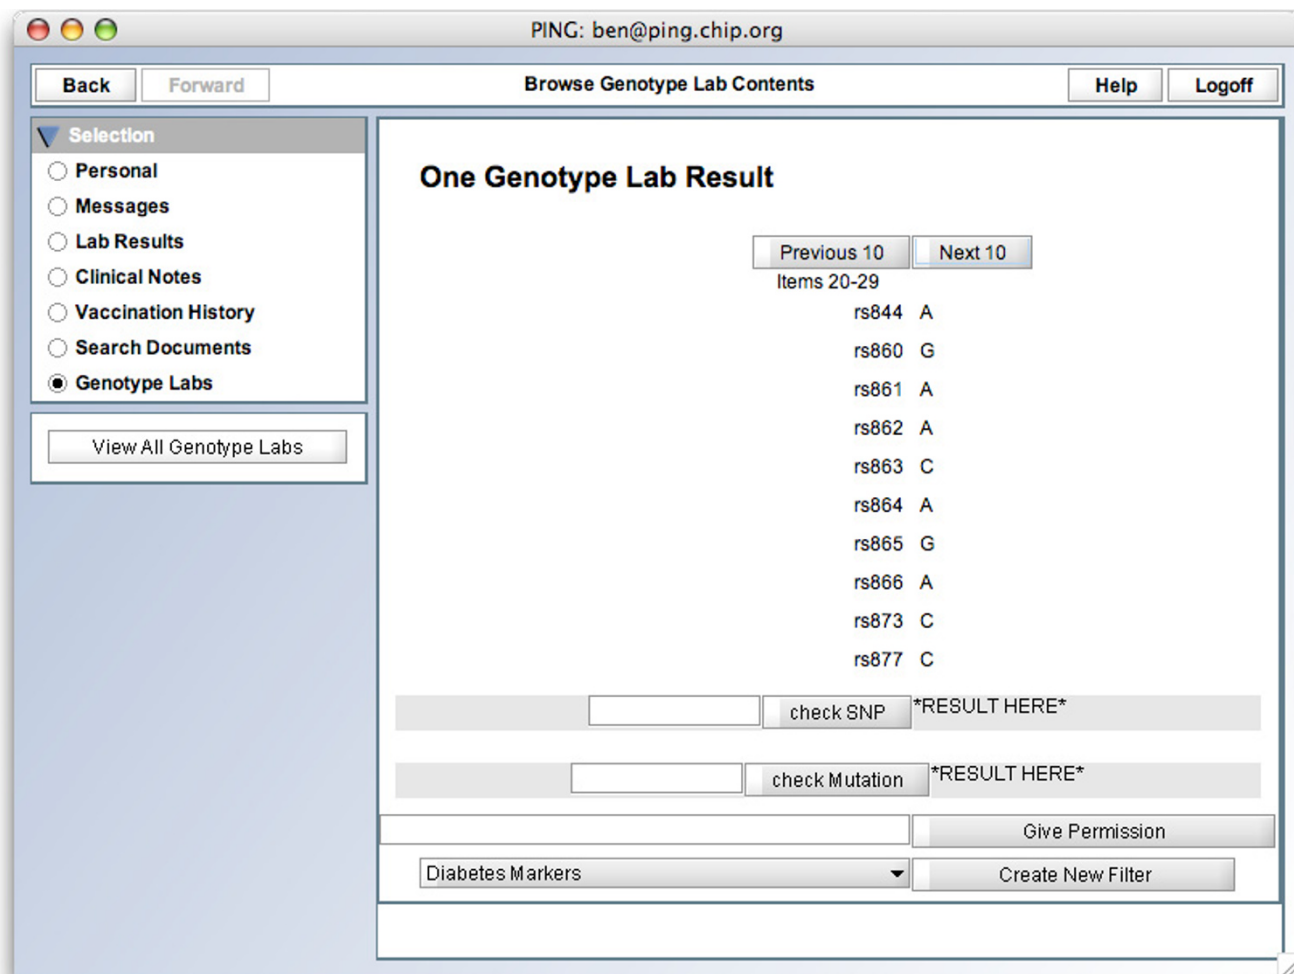 PING: ben@ping.chip.org
Back Forward Browse Genotype Lab Contents Help Logoff
Selection
Personal
Messages
Lab Results
Clinical Notes
Vaccination History
Search Documents
Genotype Labs
View All Genotype Labs
One Genotype Lab Result
Previous 10 Next 10
Items 20-29
rs844 A
rs860 G
rs861 A
rs862 A
rs863 C
rs864 A
rs865 G
rs866 A
rs873 C
rs877 C
check SNP *RESULT HERE*
check Mutation *RESULT HERE*
Give Permission
Diabetes Markers Create New Filter